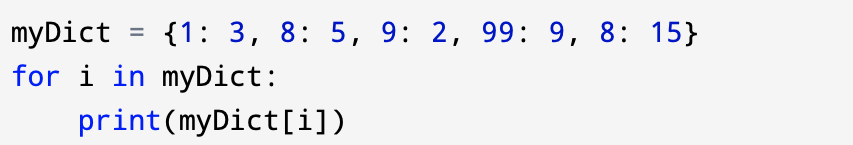 myDict = {1: 3, 8: 5, 9: 2, 99: 9, 8: 15}
for i in myDict:
    print(myDict[i])